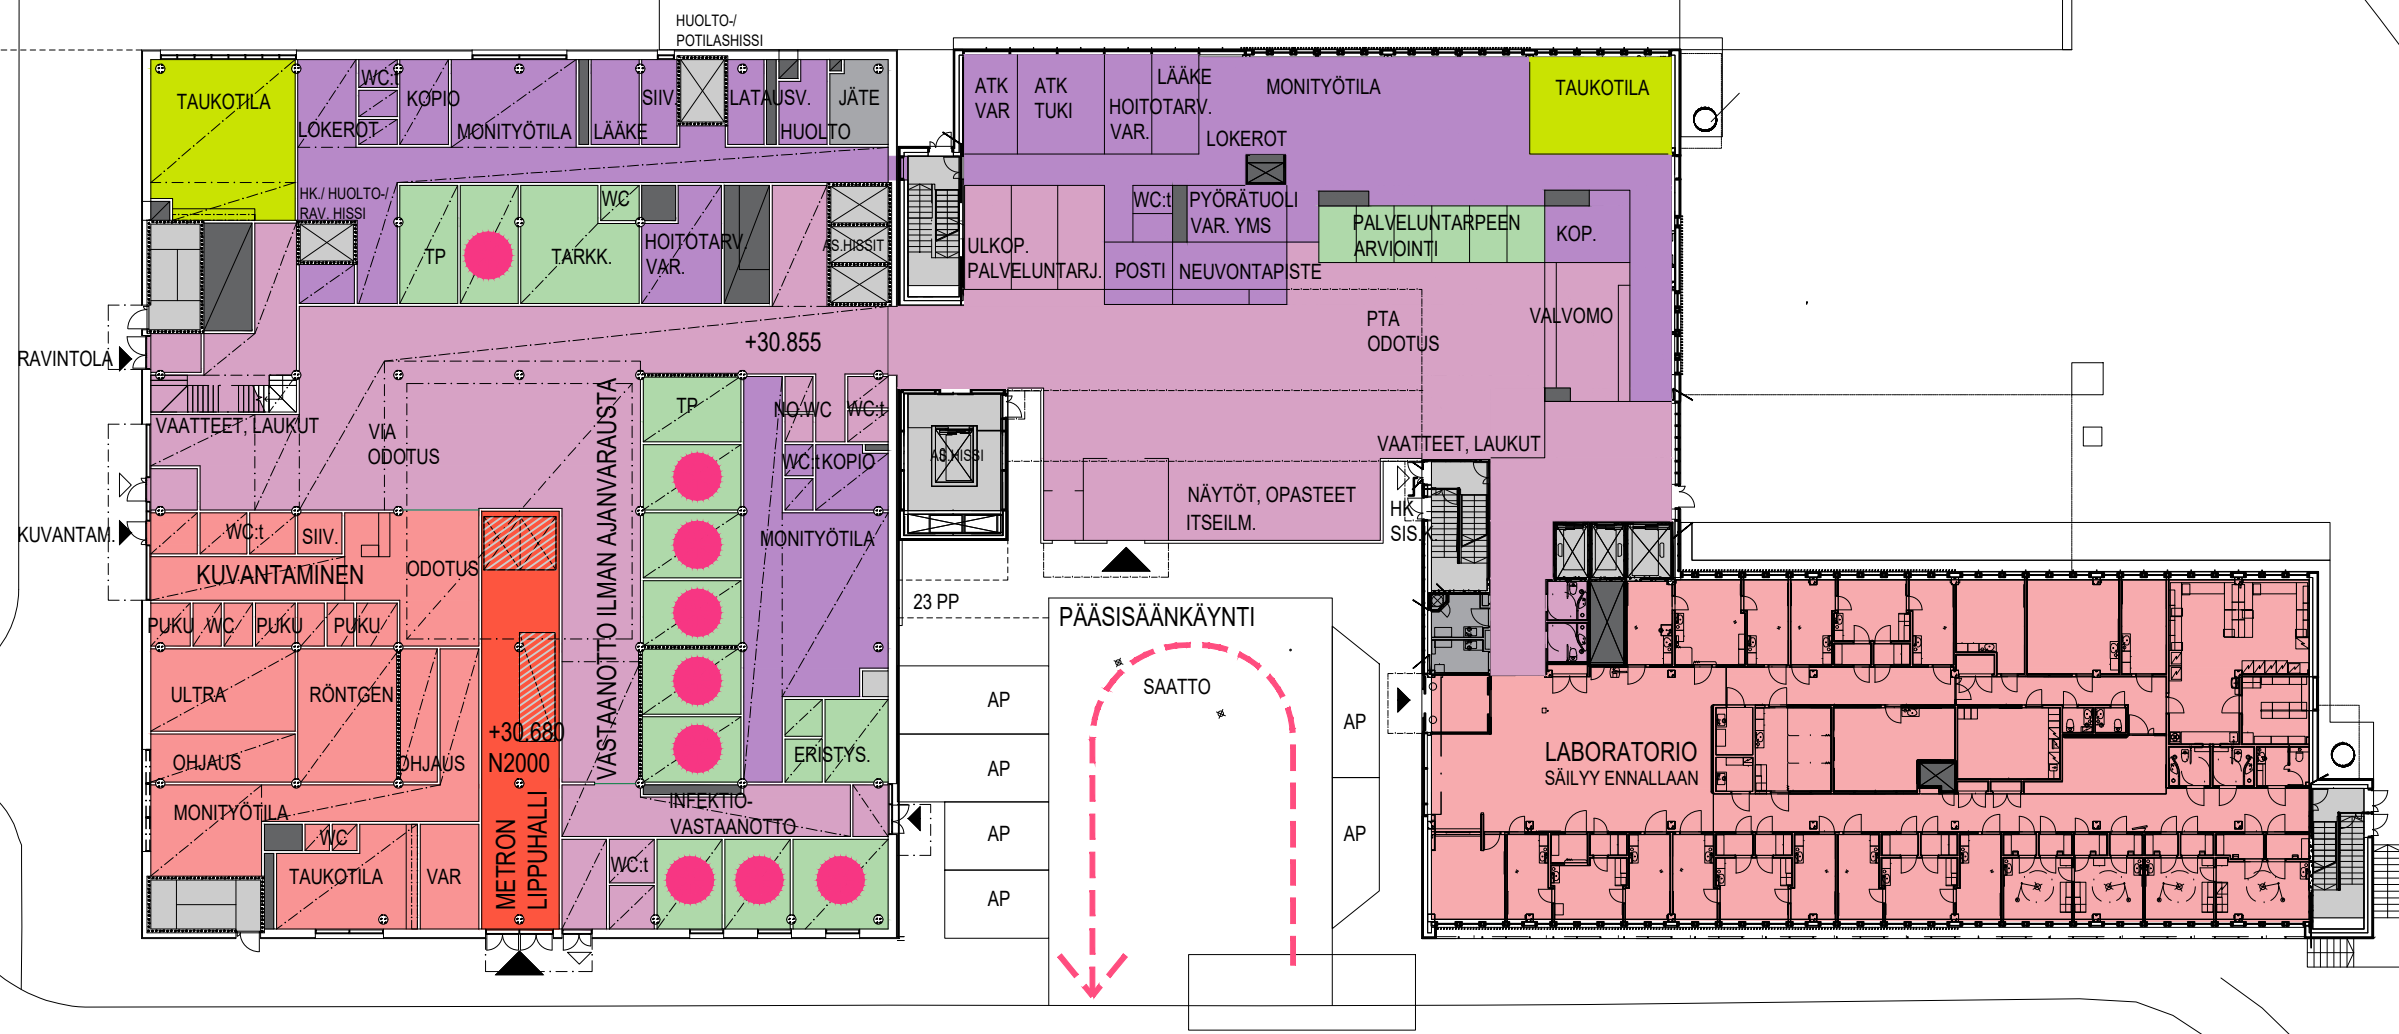 HUOLTO-/
POTILASHISSI
TAUKOTILA
LOKEROT
WC:t
KOPIO
MONITYÖTILA
LÄÄKE
SIIV.
LATAUSV.
HUOLTO
JÄTE
HK./ HUOLTO-/
RAV. HISSI
TP
TARKK.
WC
HOITOTARV.
VAR.
AS.HISSIT
ATK
VAR
ATK
TUKI
LÄÄKE
HOITOTARV.
VAR.
MONITYÖTILA
LOKEROT
TAUKOTILA
WC:t
PYÖRÄTUOLI
VAR. YMS
ULKOP.
PALVELUNTARJ.
POSTI
NEUVONTAPISTE
PALVELUNTARPEEN
ARVIOINTI
KOP.
VALVOMO
PTA
ODOTUS
+30.855
RAVINTOLA
VAATTEET, LAUKUT
VIA
ODOTUS
VASTAANOTTO ILMAN AJANVARAUSTA
TP
NO.WC
WC:t
WC:t
KOPIO
MONITYÖTILA
AS.HISSI
VAATTEET, LAUKUT
NÄYTÖT, OPASTEET
ITSEILM.
HK
SIS.K
KUVANTAM.
WC:t
SIIV.
KUVANTAMINEN
ODOTUS
PUKU
WC
PUKU
PUKU
ULTRA
RÖNTGEN
OHJAUS
OHJAUS
MONITYÖTILA
WC
TAUKOTILA
VAR
+30.680
N2000
METRON
LIPPUHALLI
ERISTYS.
INFEKTIO-
VASTAANOTTO
WC:t
23 PP
PÄÄSISÄÄNKÄYNTI
SAATTO
AP
AP
AP
AP
AP
AP
LABORATORIO
SÄILYY ENNALLAAN